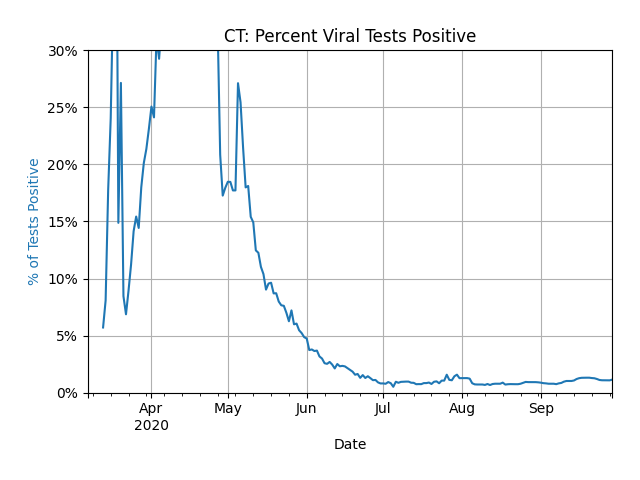 CT: Percent Viral Tests Positive
30%
25%
20%
15%
10%
5%
0%
% of Tests Positive
Apr
2020
May
Jun
Jul
Aug
Sep
Date